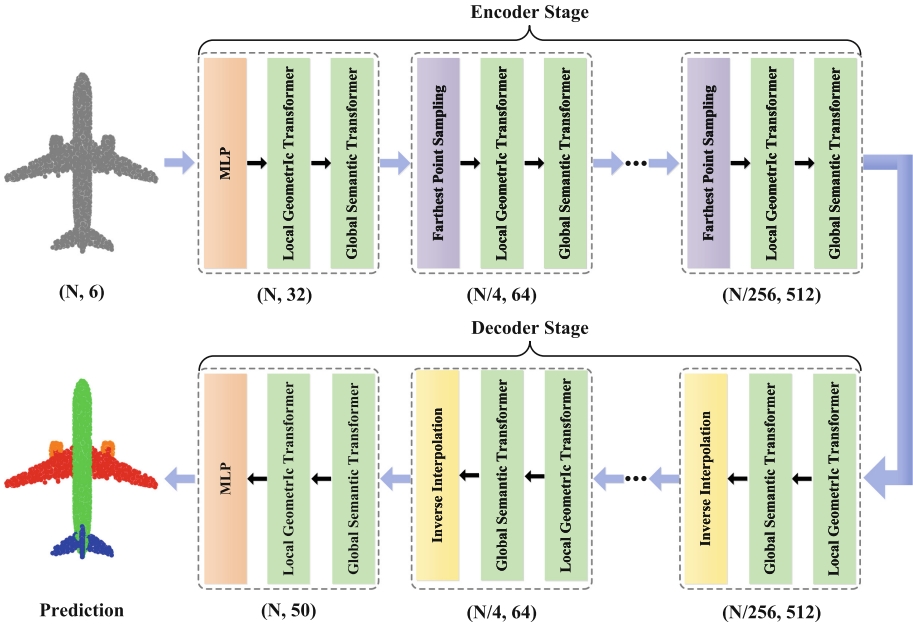 Encoder Stage
MLP
Local GeometrIc Transformer
Global Semantic Transformer
Farthest Point Sampling
Local GeometrIc Transformer
Global Semantic Transformer
...
Farthest Point Sampling
Local GeometrIc Transformer
Global Semantic Transformer
(N, 6)
(N, 32)
(N/4, 64)
(N/256, 512)
Decoder Stage
MLP
Local GeometrIc Transformer
Global Semantic Transformer
Inverse Interpolation
Global Semantic Transformer
Local GeometrIc Transformer
...
Inverse Interpolation
Global Semantic Transformer
Local GeometrIc Transformer
Prediction
(N, 50)
(N/4, 64)
(N/256, 512)